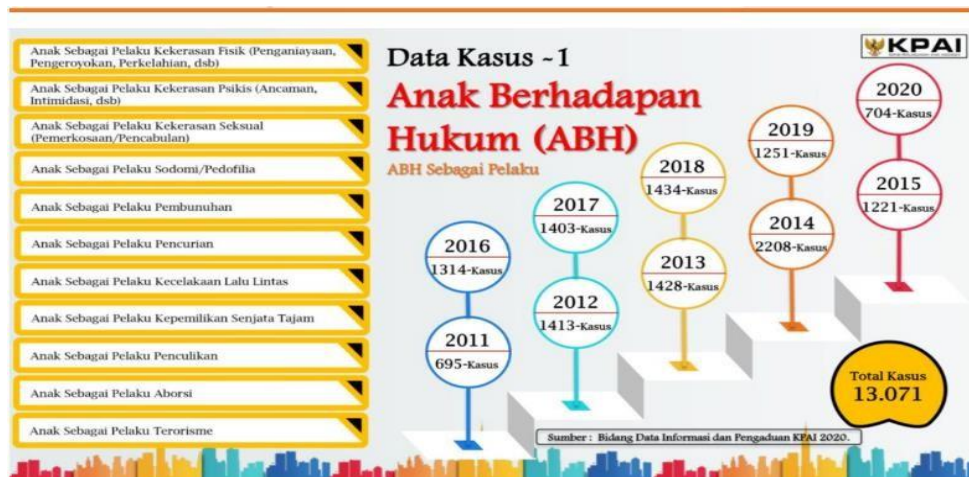 Anak Sebagai Pelaku Kekerasan Fisik (Penganiayaan,
Pengeroyokan, Perkelahian, dsb)
Anak Sebagai Pelaku Kekerasan Psikis (Ancaman,
Intimidasi, dsb)
Anak Sebagai Pelaku Kekerasan Seksual
(Pemerkosaan/Pencabulan)
Anak Sebagai Pelaku Sodomi/Pedofilia
Anak Sebagai Pelaku Pembunuhan
Anak Sebagai Pelaku Pencurian
Anak Sebagai Pelaku Kecelakaan Lalu Lintas
Anak Sebagai Pelaku Kepemilikan Senjata Tajam
Anak Sebagai Pelaku Penculikan
Anak Sebagai Pelaku Aborsi
Anak Sebagai Pelaku Terorisme
Data Kasus -1
Anak Berhadapan
Hukum (ABH)
ABH Sebagai Pelaku
KPAI
2016
1314-Kasus
2011
695-Kasus
2017
1403-Kasus
2012
1413-Kasus
2018
1434-Kasus
2013
1428-Kasus
2019
1251-Kasus
2014
2208-Kasus
2020
704-Kasus
2015
1221-Kasus
Total Kasus
13.071
Sumber : Bidang Data Informasi dan Pengaduan KPAI 2020.